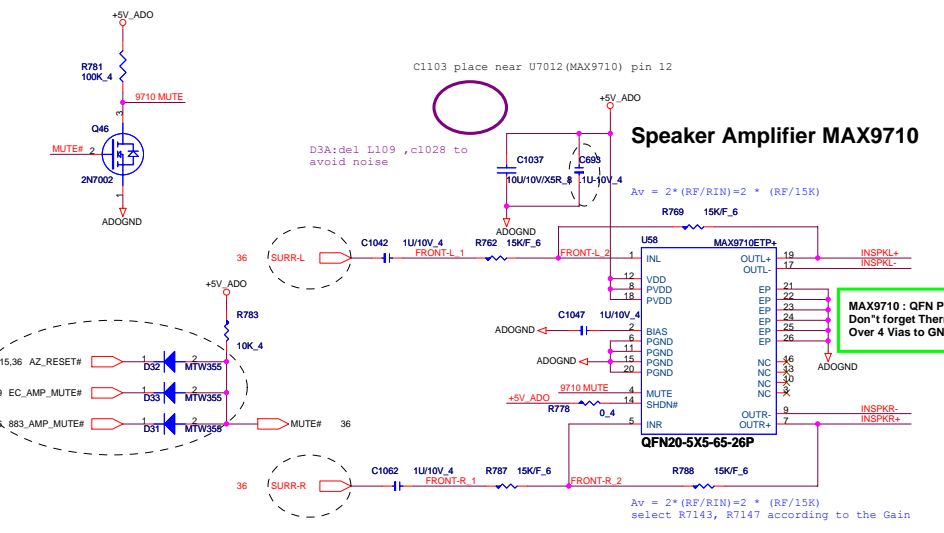 +5V_ADO
R781
100K_4
9710 MUTE
3
Q46
MUTE#
2
2N7002
1
ADOGND
C1103 place near U7012(MAX9710) pin 12
D3A:del L109 ,c1028 to
avoid noise
+5V_ADO
Speaker Amplifier MAX9710
C1037
10U/10V/X5R_8
C693
.1U-10V_4
ADOGND
Av = 2*(RF/RIN)=2 * (RF/15K)
R769 15K/F_6
36 SURR-L
C1042 1U/10V_4
FRONT-L_1
R762 15K/F_6
FRONT-L_2
U58
MAX9710ETP+
1 INL
12 VDD
8 PVDD
18 PVDD
2 BIAS
6 PGND
11 PGND
15 PGND
20 PGND
4 MUTE
14 SHDN#
5 INR
OUTL+ 19 INSPKL+
OUTL- 17 INSPKL-
EP 21
EP 22
EP 23
EP 24
EP 25
EP 26
NC 16
NC 13
NC 10
NC 3
OUTR- 9 INSPKR-
OUTR+ 7 INSPKR+
QFN20-5X5-65-26P
C1047 1U/10V_4
ADOGND
ADOGND
9710 MUTE
+5V_ADO
R778 0_4
MAX9710 : QFN P
Don"t forget Ther
Over 4 Vias to GN
ADOGND
+5V_ADO
R783
10K_4
15,36 AZ_RESET#
1 D32 2 MTW355
EC_AMP_MUTE#
1 D33 2 MTW355
883_AMP_MUTE#
1 D31 2 MTW355
MUTE# 36
36 SURR-R
C1062 1U/10V_4
FRONT-R_1
R787 15K/F_6
FRONT-R_2
R788 15K/F_6
Av = 2*(RF/RIN)=2 * (RF/15K)
select R7143, R7147 according to the Gain